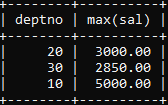 +--------+----------+
| deptno | max(sal) |
+--------+----------+
|     20 |  3000.00 |
|     30 |  2850.00 |
|     10 |  5000.00 |
+--------+----------+